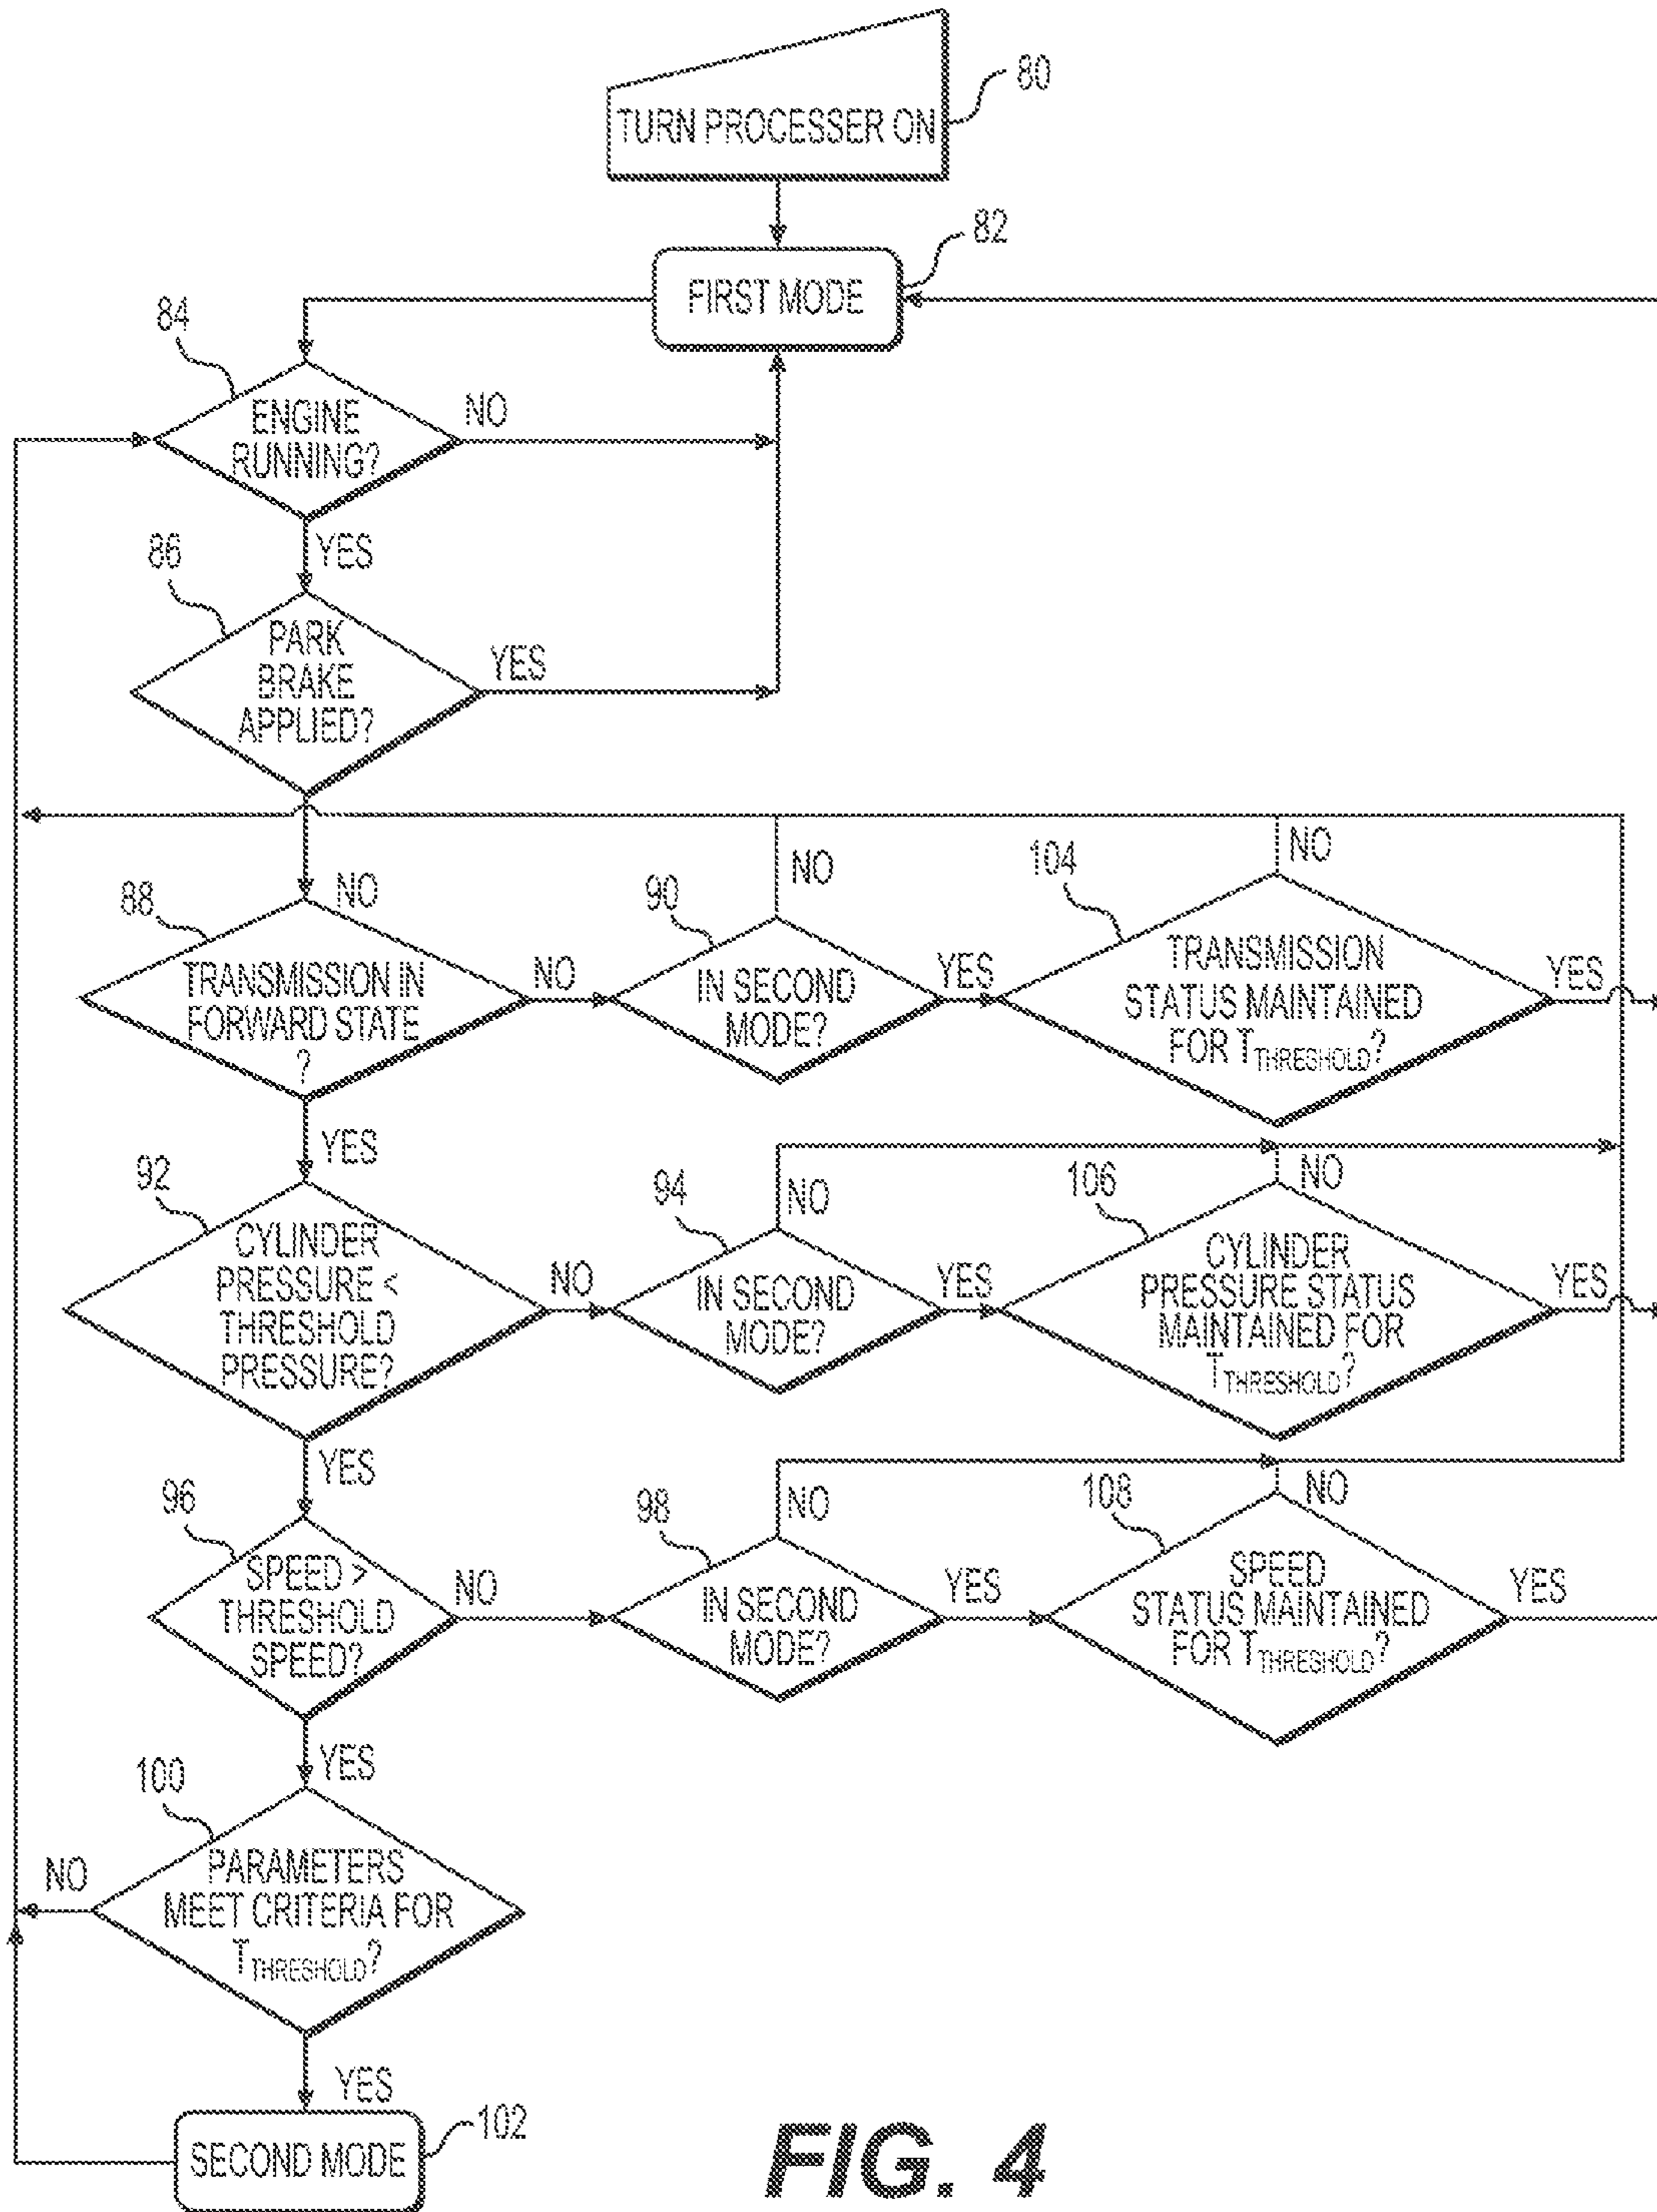 80
TURN PROCESSER ON
82
FIRST MODE
84
ENGINE
RUNNING?
NO
YES
86
PARK
BRAKE
APPLIED?
YES
NO
88
TRANSMISSION IN
FORWARD STATE
?
NO
90
IN SECOND
MODE?
NO
YES
104
TRANSMISSION
STATUS MAINTAINED
FOR TTHRESHOLD?
NO
YES
YES
92
CYLINDER
PRESSURE <
THRESHOLD
PRESSURE?
NO
94
IN SECOND
MODE?
NO
YES
106
CYLINDER
PRESSURE STATUS
MAINTAINED FOR
TTHRESHOLD?
NO
YES
YES
96
SPEED >
THRESHOLD
SPEED?
NO
98
IN SECOND
MODE?
NO
YES
108
SPEED
STATUS MAINTAINED
FOR TTHRESHOLD?
NO
YES
YES
100
PARAMETERS
MEET CRITERIA FOR
TTHRESHOLD?
NO
YES
SECOND MODE
102
FIG. 4